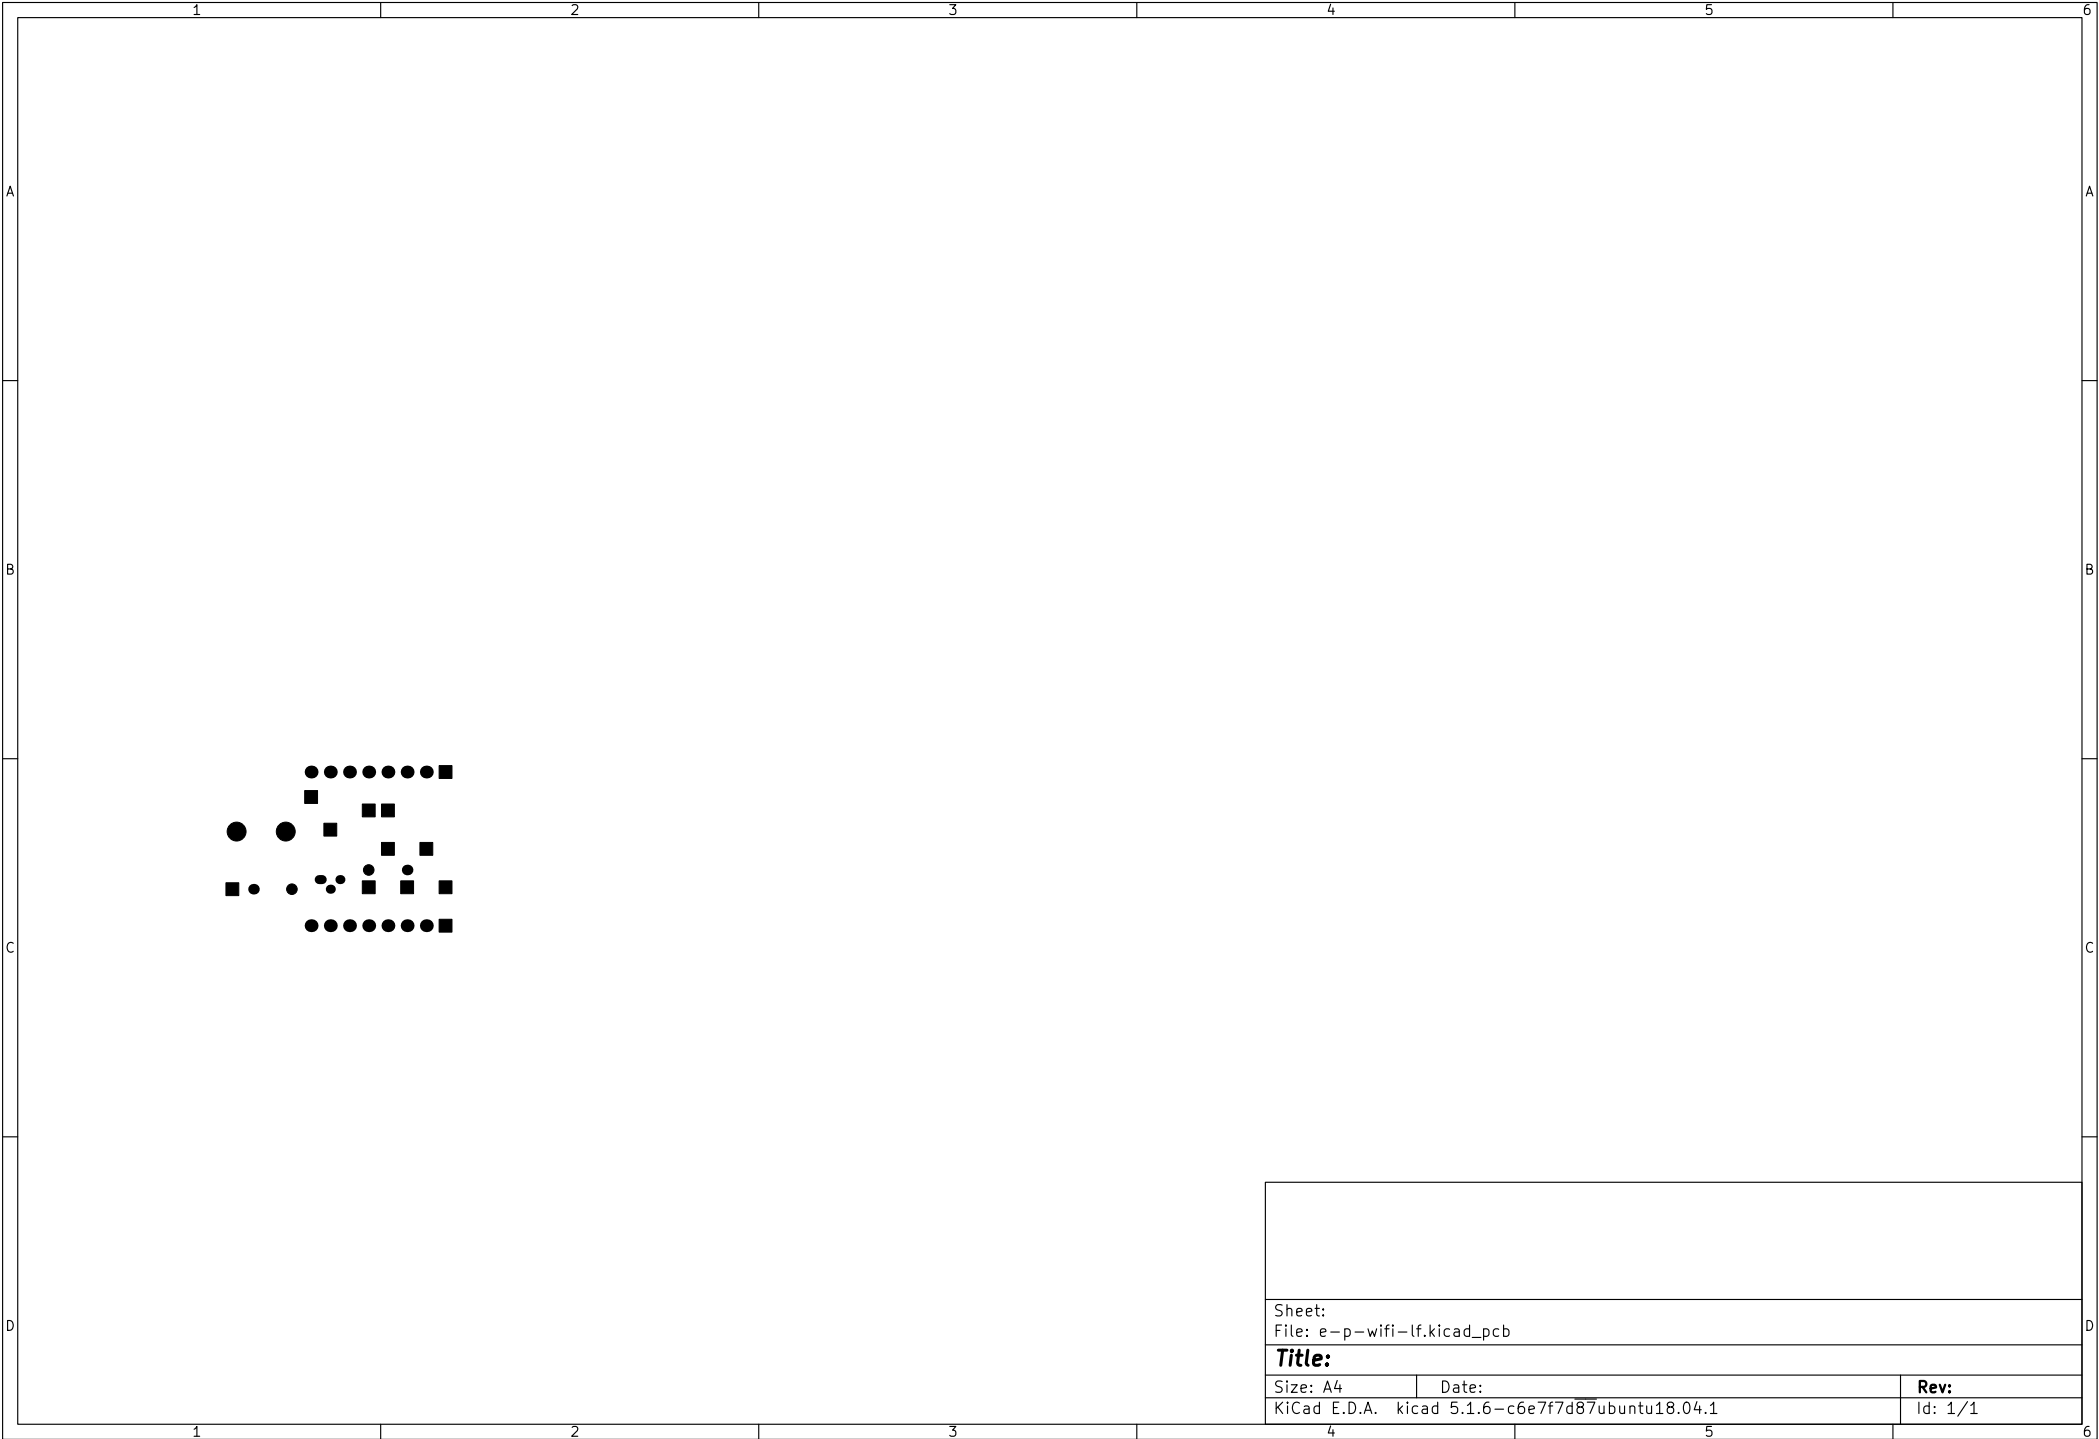 1 2 3 4 5 6
A A
B B
C C
Sheet:
File: e-p-wifi-lf.kicad_pcb
D D
Title:
Size: A4 Date: Rev:
KiCad E.D.A. kicad 5.1.6-c6e7f7d87ubuntu18.04.1 Id: 1/1
1 2 3 4 5 6